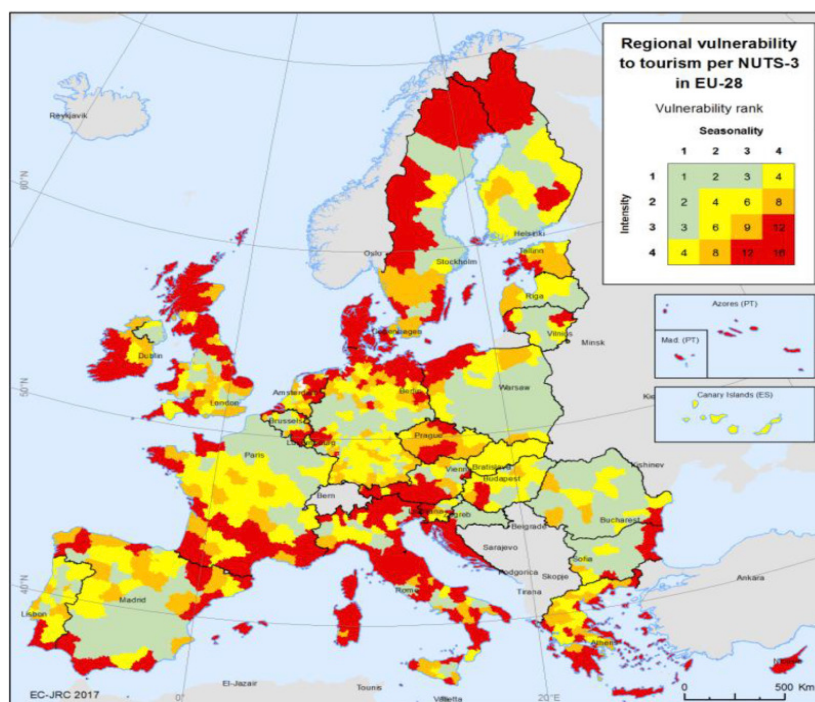 Regional vulnerability
to tourism per NUTS-3
in EU-28
Vulnerability rank
Seasonality
1 2 3 4
1 1 2 3 4
2 2 4 6 8
Intensity
3 3 6 9 12
4 4 8 12 16
Reykjavik
60°N
50°N
40°N
Oslo
Helsinki
Stockholm
Tallinn
Riga
Copenhagen
Vilnius
Minsk
Dublin
Azores (PT)
Mad. (PT)
Canary Islands (ES)
Amsterdam
Berlin
Warsaw
London
Brussels
Luxembourg
Prague
Paris
Vienna
Bratislava
Budapest
Kishinev
Bern
Ljubljana
Zagreb
Belgrade
Bucharest
Sarajevo
Podgorica
Skopje
Sofia
Tirana
Rome
Madrid
Lisbon
Ankara
Athens
EC-JRC 2017
0°
El-Jazair
Tounis
20°E
0 500 Km